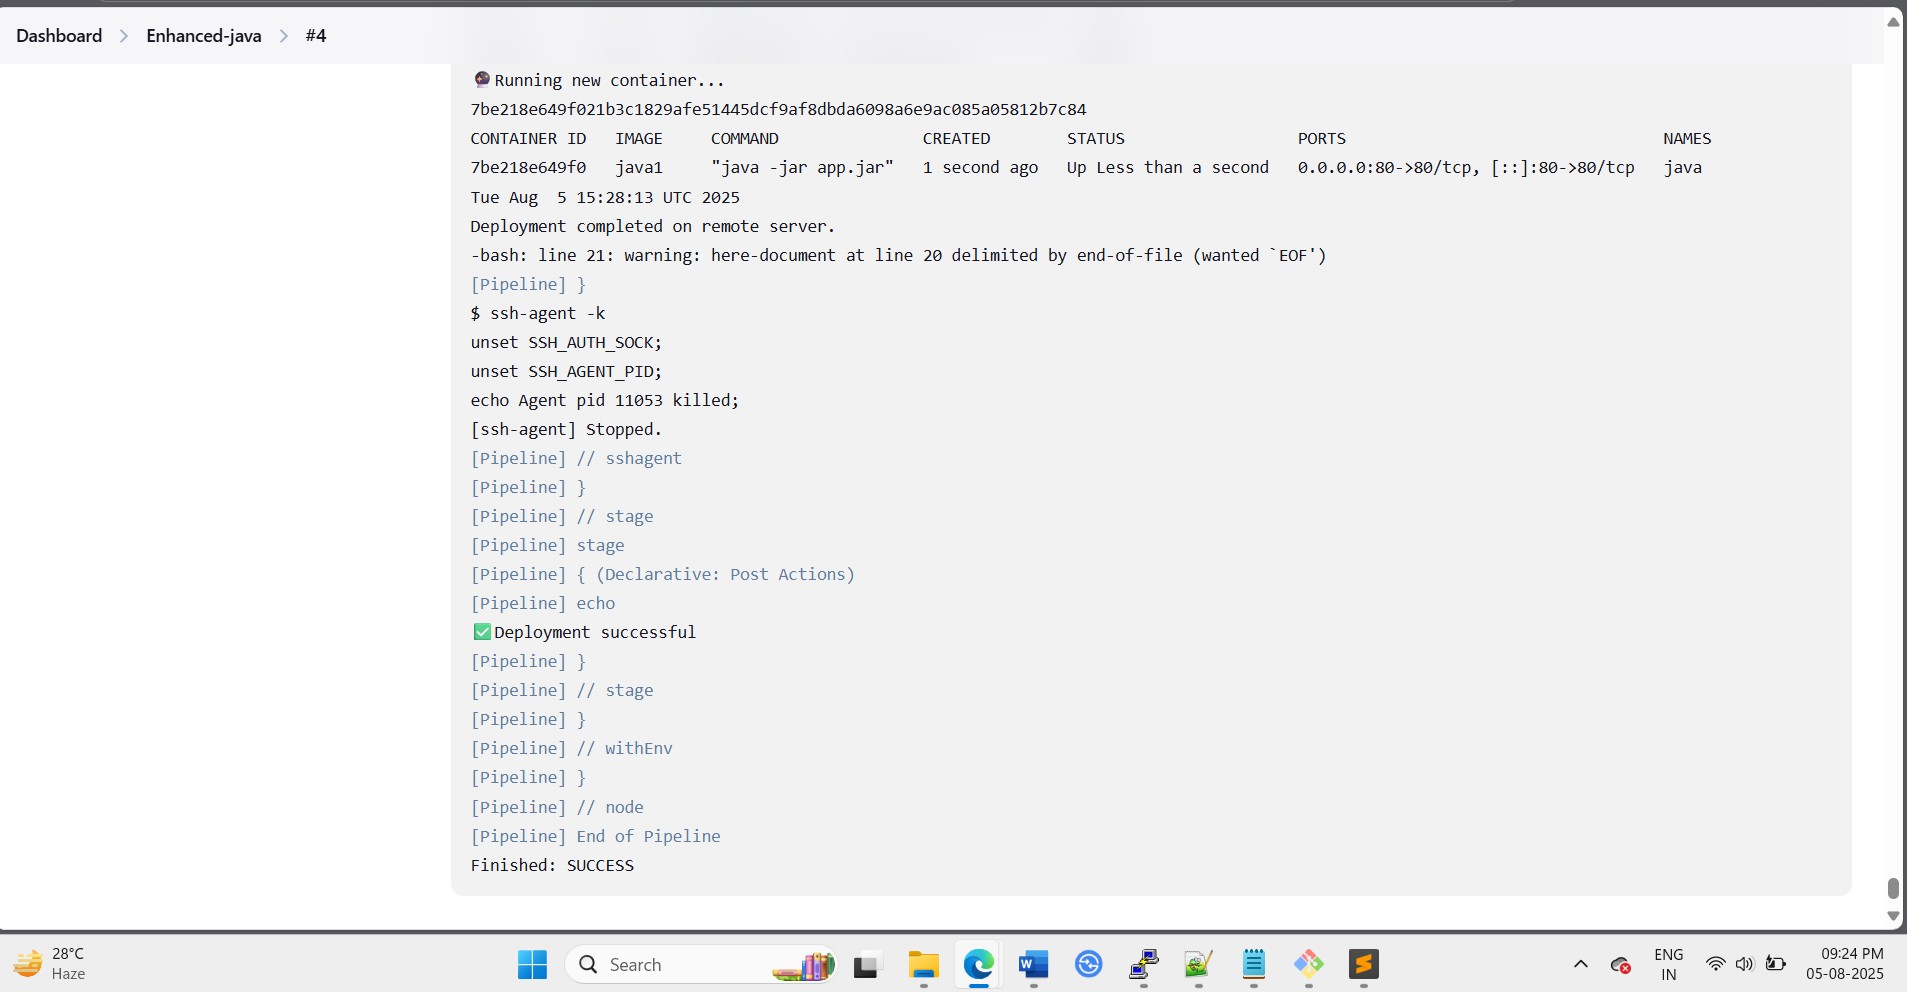 Dashboard > Enhanced-java > #4
🔮Running new container...
7be218e649f021b3c1829afe51445dcf9af8dbda6098a6e9ac085a05812b7c84
CONTAINER ID   IMAGE     COMMAND               CREATED        STATUS                  PORTS                                 NAMES
7be218e649f0   java1     "java -jar app.jar"   1 second ago   Up Less than a second   0.0.0.0:80->80/tcp, [::]:80->80/tcp   java
Tue Aug  5 15:28:13 UTC 2025
Deployment completed on remote server.
-bash: line 21: warning: here-document at line 20 delimited by end-of-file (wanted `EOF')
[Pipeline] }
$ ssh-agent -k
unset SSH_AUTH_SOCK;
unset SSH_AGENT_PID;
echo Agent pid 11053 killed;
[ssh-agent] Stopped.
[Pipeline] // sshagent
[Pipeline] }
[Pipeline] // stage
[Pipeline] stage
[Pipeline] { (Declarative: Post Actions)
[Pipeline] echo
✅Deployment successful
[Pipeline] }
[Pipeline] // stage
[Pipeline] }
[Pipeline] // withEnv
[Pipeline] }
[Pipeline] // node
[Pipeline] End of Pipeline
Finished: SUCCESS
28°C
Haze
Search
ENG
IN
09:24 PM
05-08-2025